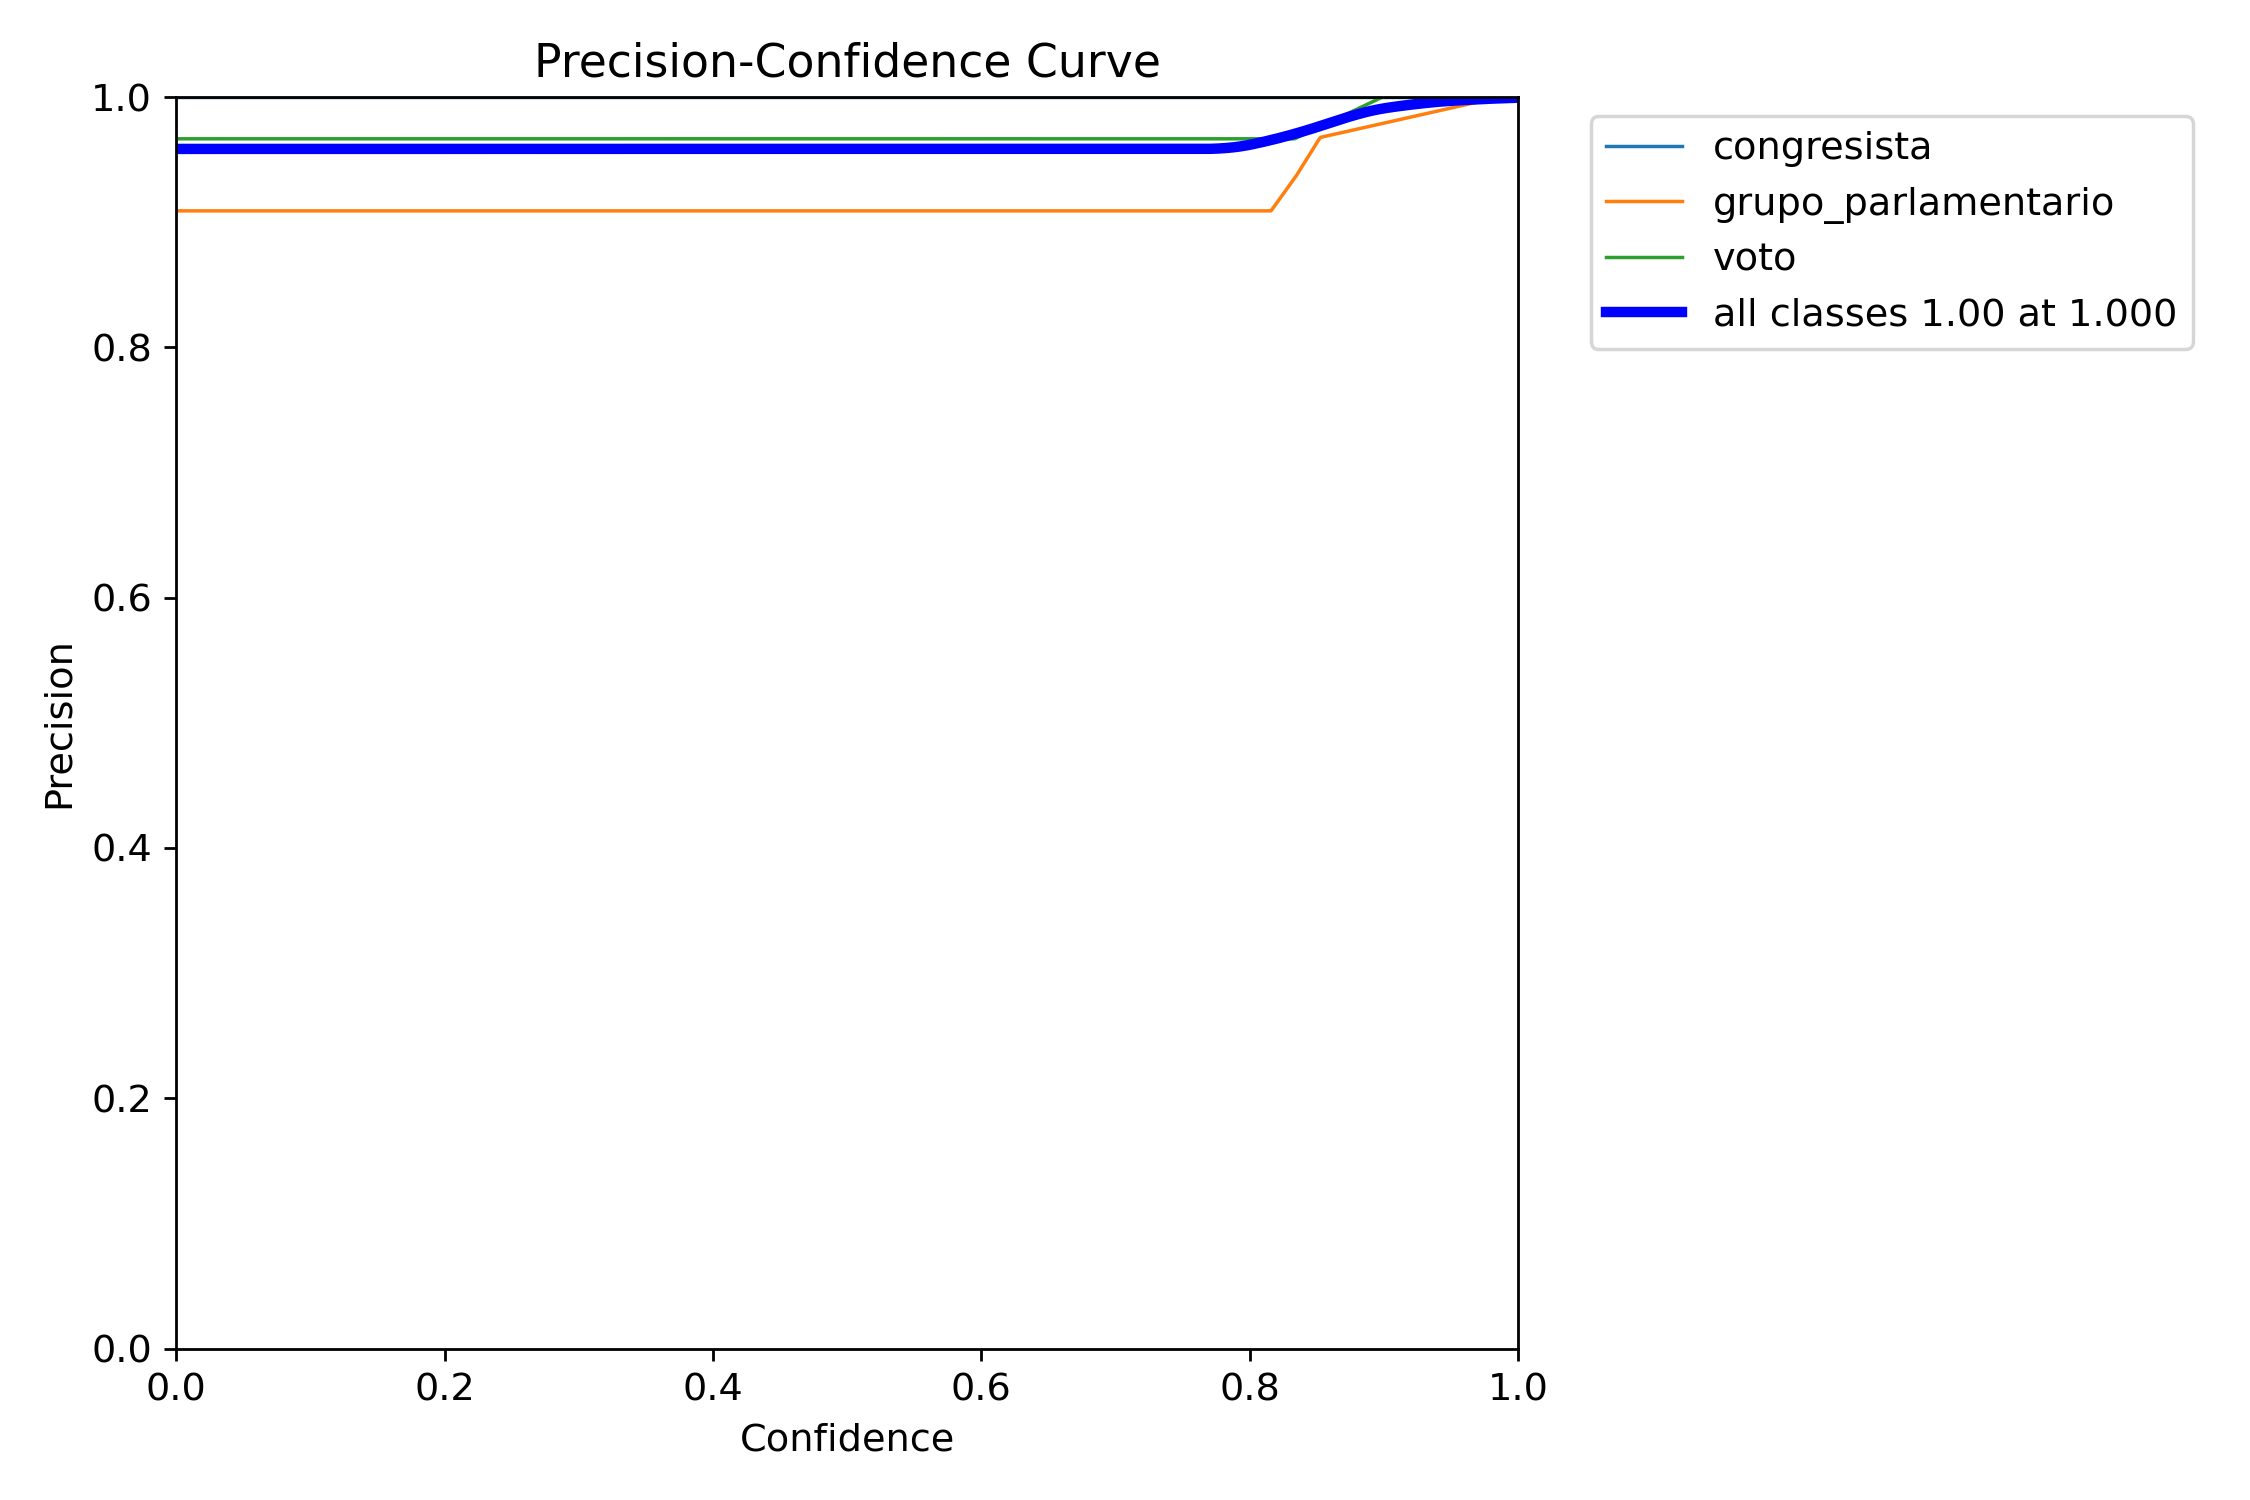 Precision-Confidence Curve
1.0
0.8
0.6
0.4
0.2
0.0
Precision
0.0 0.2 0.4 0.6 0.8 1.0
Confidence
congresista
grupo_parlamentario
voto
all classes 1.00 at 1.000